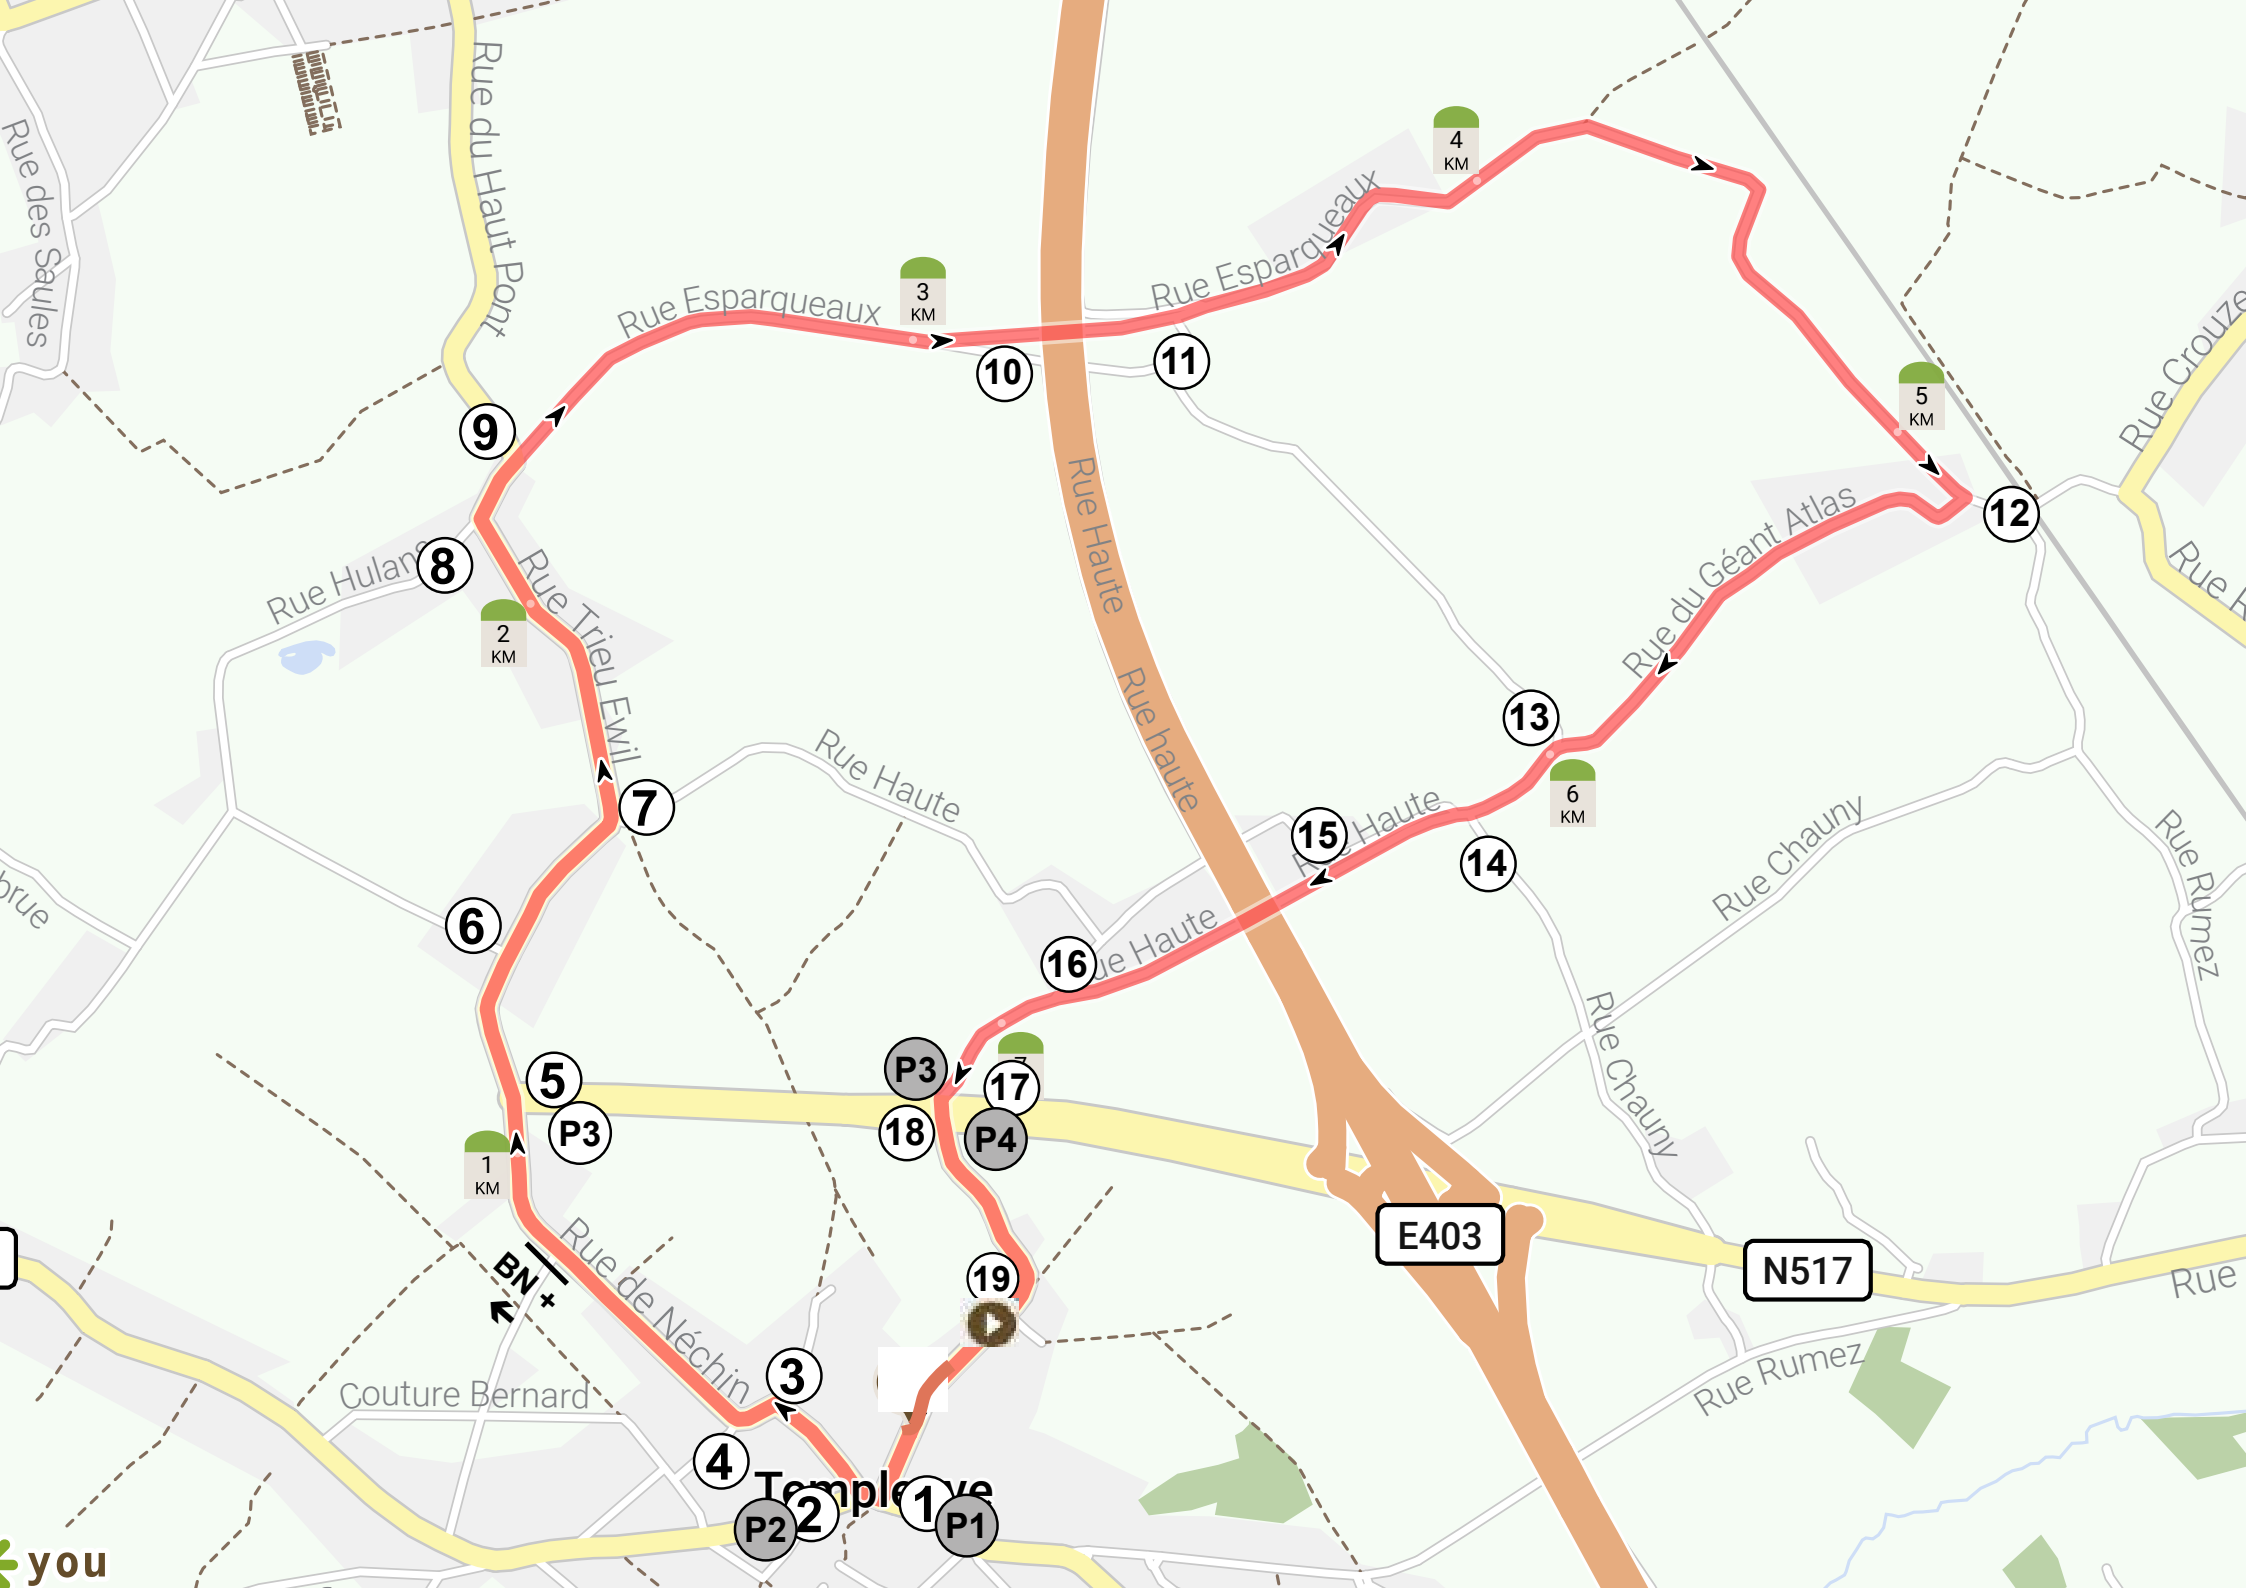 Rue du Haut Pont
Rue des Saules
4
KM
Rue Esparqueaux
3
KM
Rue Esparqueaux
10
11
5
KM
Rue Crouze
9
Rue Haute
12
Rue du Géant Atlas
Rue R
8
Rue Trieu Ewil
2
KM
Rue haute
13
6
KM
7
Rue Haute
15
Haute
14
Rue Chauny
Rue Rumez
brue
6
ue Haute
16
Rue Chauny
P3
17
5
P3
18
P4
1
KM
E403
N517
Rue
Rue de Néchin
BN +
19
3
Couture Bernard
Rue Rumez
4
2
1
P2
P1
you